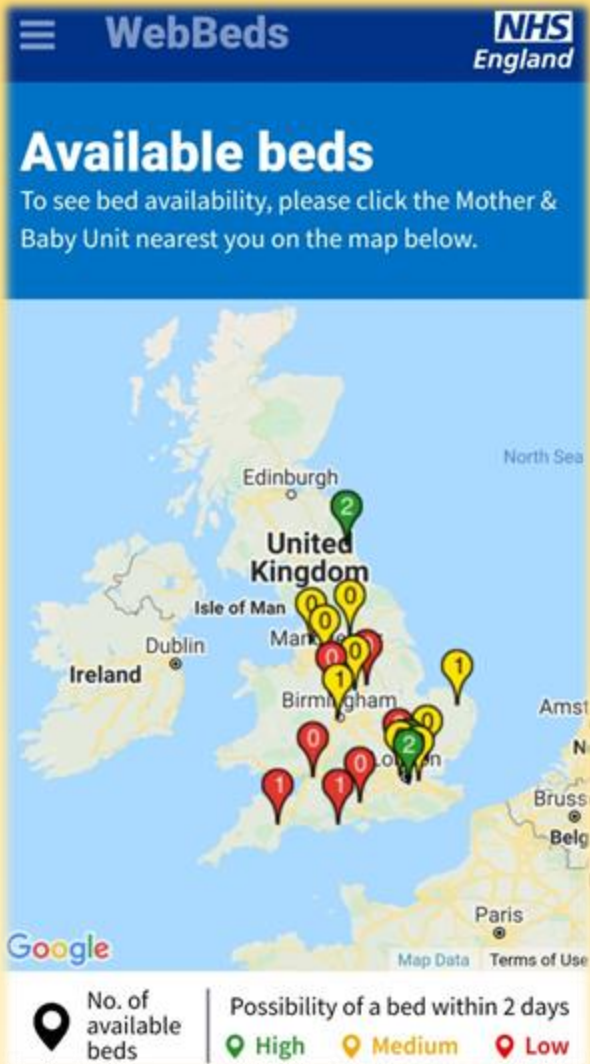 WebBeds
NHS
England
Available beds
To see bed availability, please click the Mother &
Baby Unit nearest you on the map below.
North Sea
Edinburgh
2
United
Kingdom
0
0
Isle of Man
0
Dublin
0
0
1
1
Ireland
Birmingham
0
Amst
0
2
0
London
N
1
1
Bruss
Belg
Paris
Google
Map Data
Terms of Use
No. of
available
beds
Possibility of a bed within 2 days
High
Medium
Low